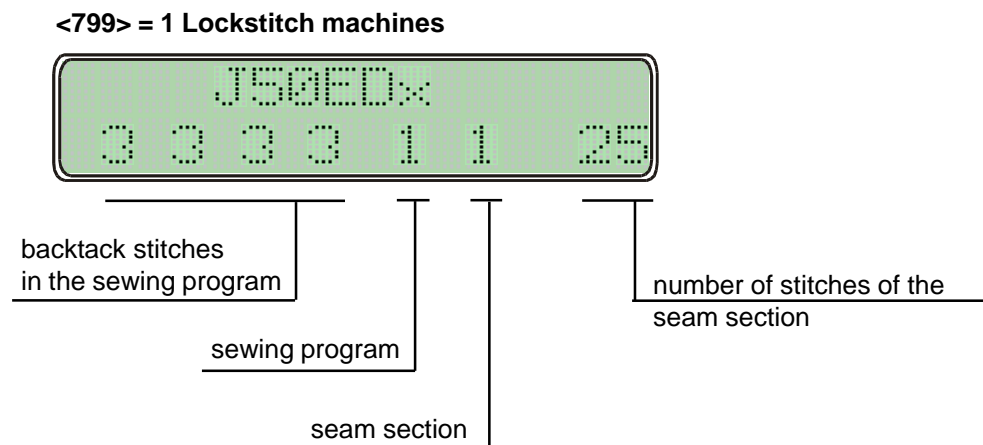 <799> = 1 Lockstitch machines
J50EDx
3 3 3 3 1 1 25
backtack stitches
in the sewing program
number of stitches of the
seam section
sewing program
seam section